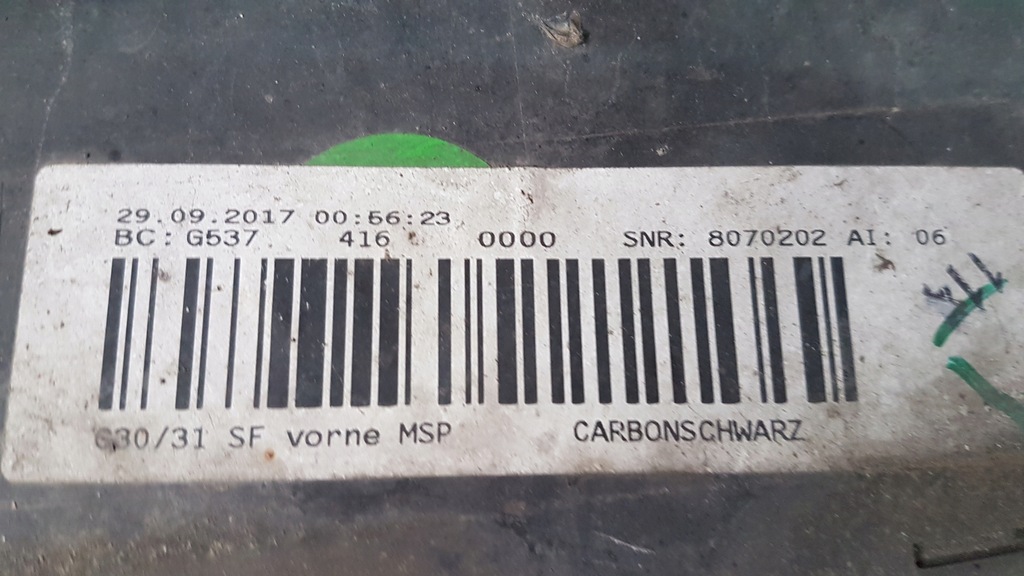 29.09.2017 00:56:23
BC: G537 416 0000 SNR: 8070202 AI: 06
G30/31 SF vorne MSP CARBONSCHWARZ